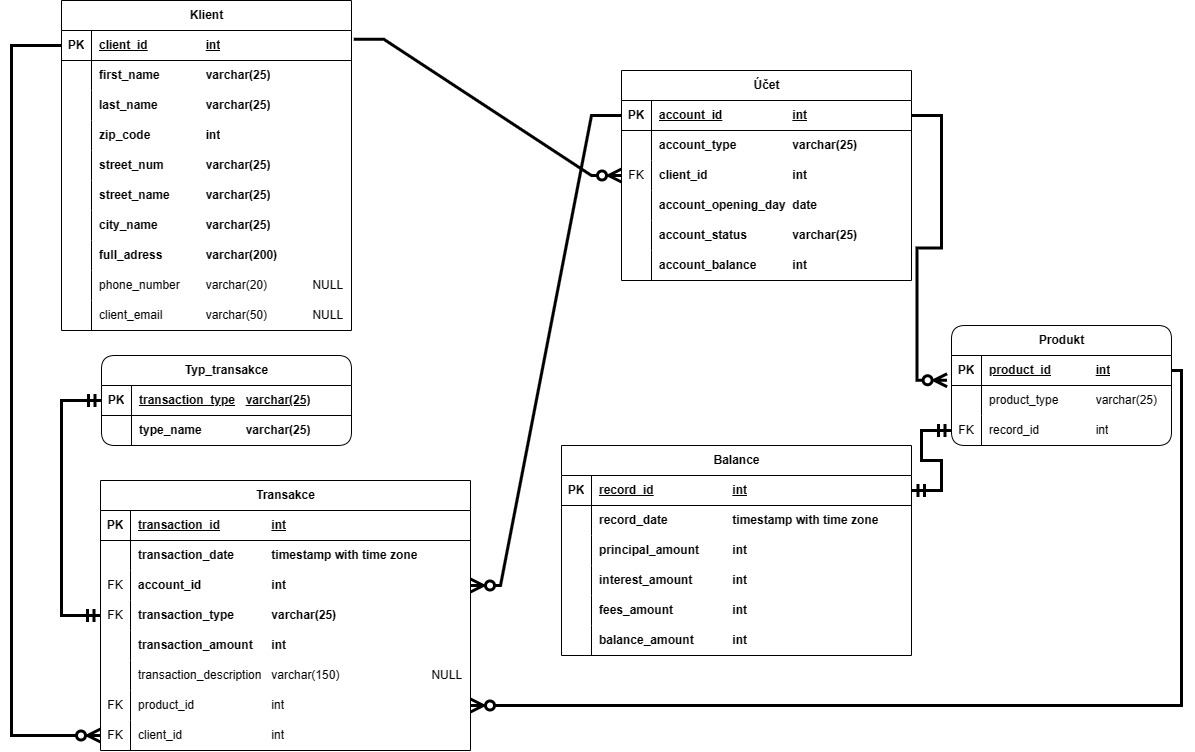 Klient
PK client_id int
first_name varchar(25)
last_name varchar(25)
zip_code int
street_num varchar(25)
street_name varchar(25)
city_name varchar(25)
full_adress varchar(200)
phone_number varchar(20) NULL
client_email varchar(50) NULL
Účet
PK account_id int
account_type varchar(25)
FK client_id int
account_opening_day date
account_status varchar(25)
account_balance int
Typ_transakce
PK transaction_type varchar(25)
type_name varchar(25)
Produkt
PK product_id int
product_type varchar(25)
FK record_id int
Balance
PK record_id int
record_date timestamp with time zone
principal_amount int
interest_amount int
fees_amount int
balance_amount int
Transakce
PK transaction_id int
transaction_date timestamp with time zone
FK account_id int
FK transaction_type varchar(25)
transaction_amount int
transaction_description varchar(150) NULL
FK product_id int
FK client_id int